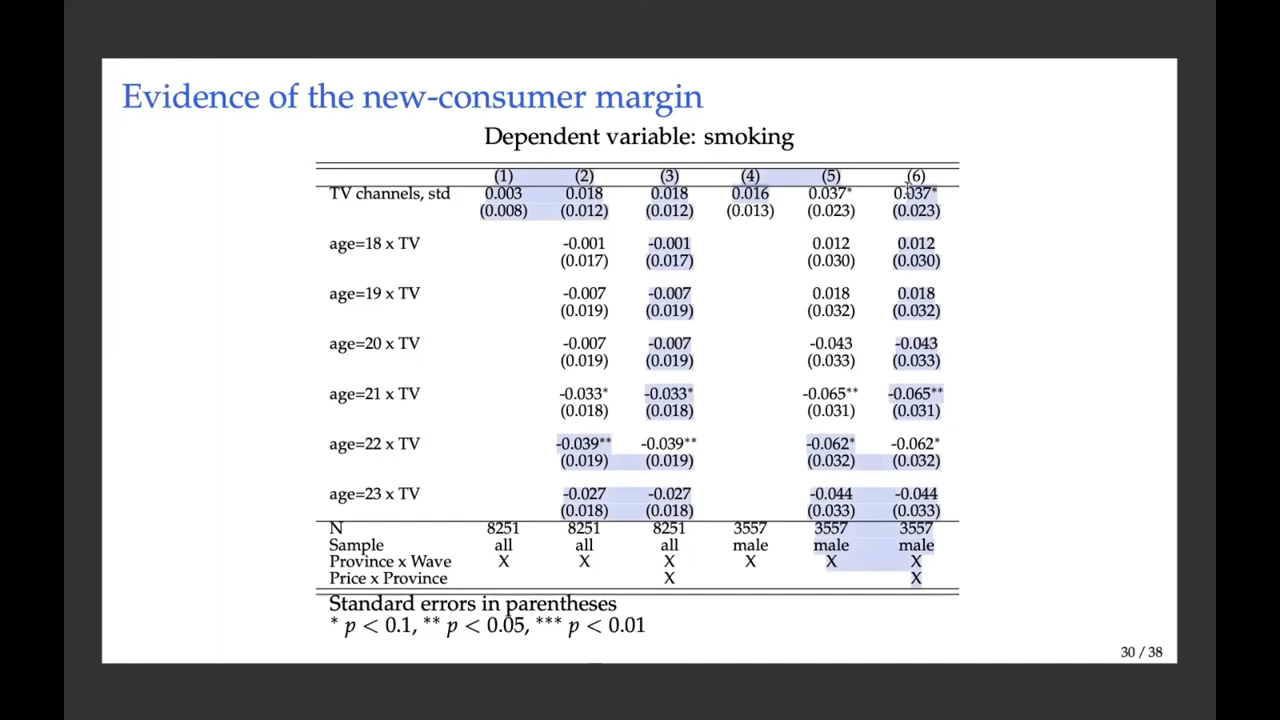 Evidence of the new-consumer margin
Dependent variable: smoking
(1) (2) (3) (4) (5) (6)
TV channels, std 0.003 0.018 0.018 0.016 0.037* 0.037*
(0.008) (0.012) (0.012) (0.013) (0.023) (0.023)
age=18 x TV -0.001 -0.001 0.012 0.012
(0.017) (0.017) (0.030) (0.030)
age=19 x TV -0.007 -0.007 0.018 0.018
(0.019) (0.019) (0.032) (0.032)
age=20 x TV -0.007 -0.007 -0.043 -0.043
(0.019) (0.019) (0.033) (0.033)
age=21 x TV -0.033* -0.033* -0.065** -0.065**
(0.018) (0.018) (0.031) (0.031)
age=22 x TV -0.039** -0.039** -0.062* -0.062*
(0.019) (0.019) (0.032) (0.032)
age=23 x TV -0.027 -0.027 -0.044 -0.044
(0.018) (0.018) (0.033) (0.033)
N 8251 8251 8251 3557 3557 3557
Sample all all all male male male
Province x Wave X X X X X X
Price x Province X X
Standard errors in parentheses
* p < 0.1, ** p < 0.05, *** p < 0.01
30 / 38